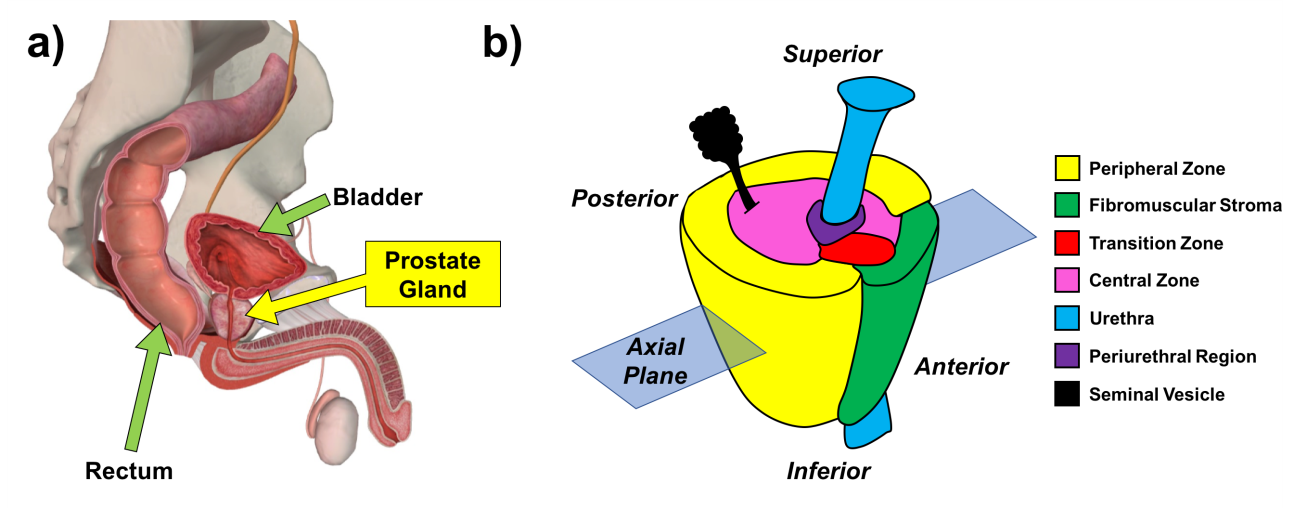 a)
Bladder
Prostate
Gland
Rectum
b)
Superior
Posterior
Axial
Plane
Anterior
Inferior
Peripheral Zone
Fibromuscular Stroma
Transition Zone
Central Zone
Urethra
Periurethral Region
Seminal Vesicle